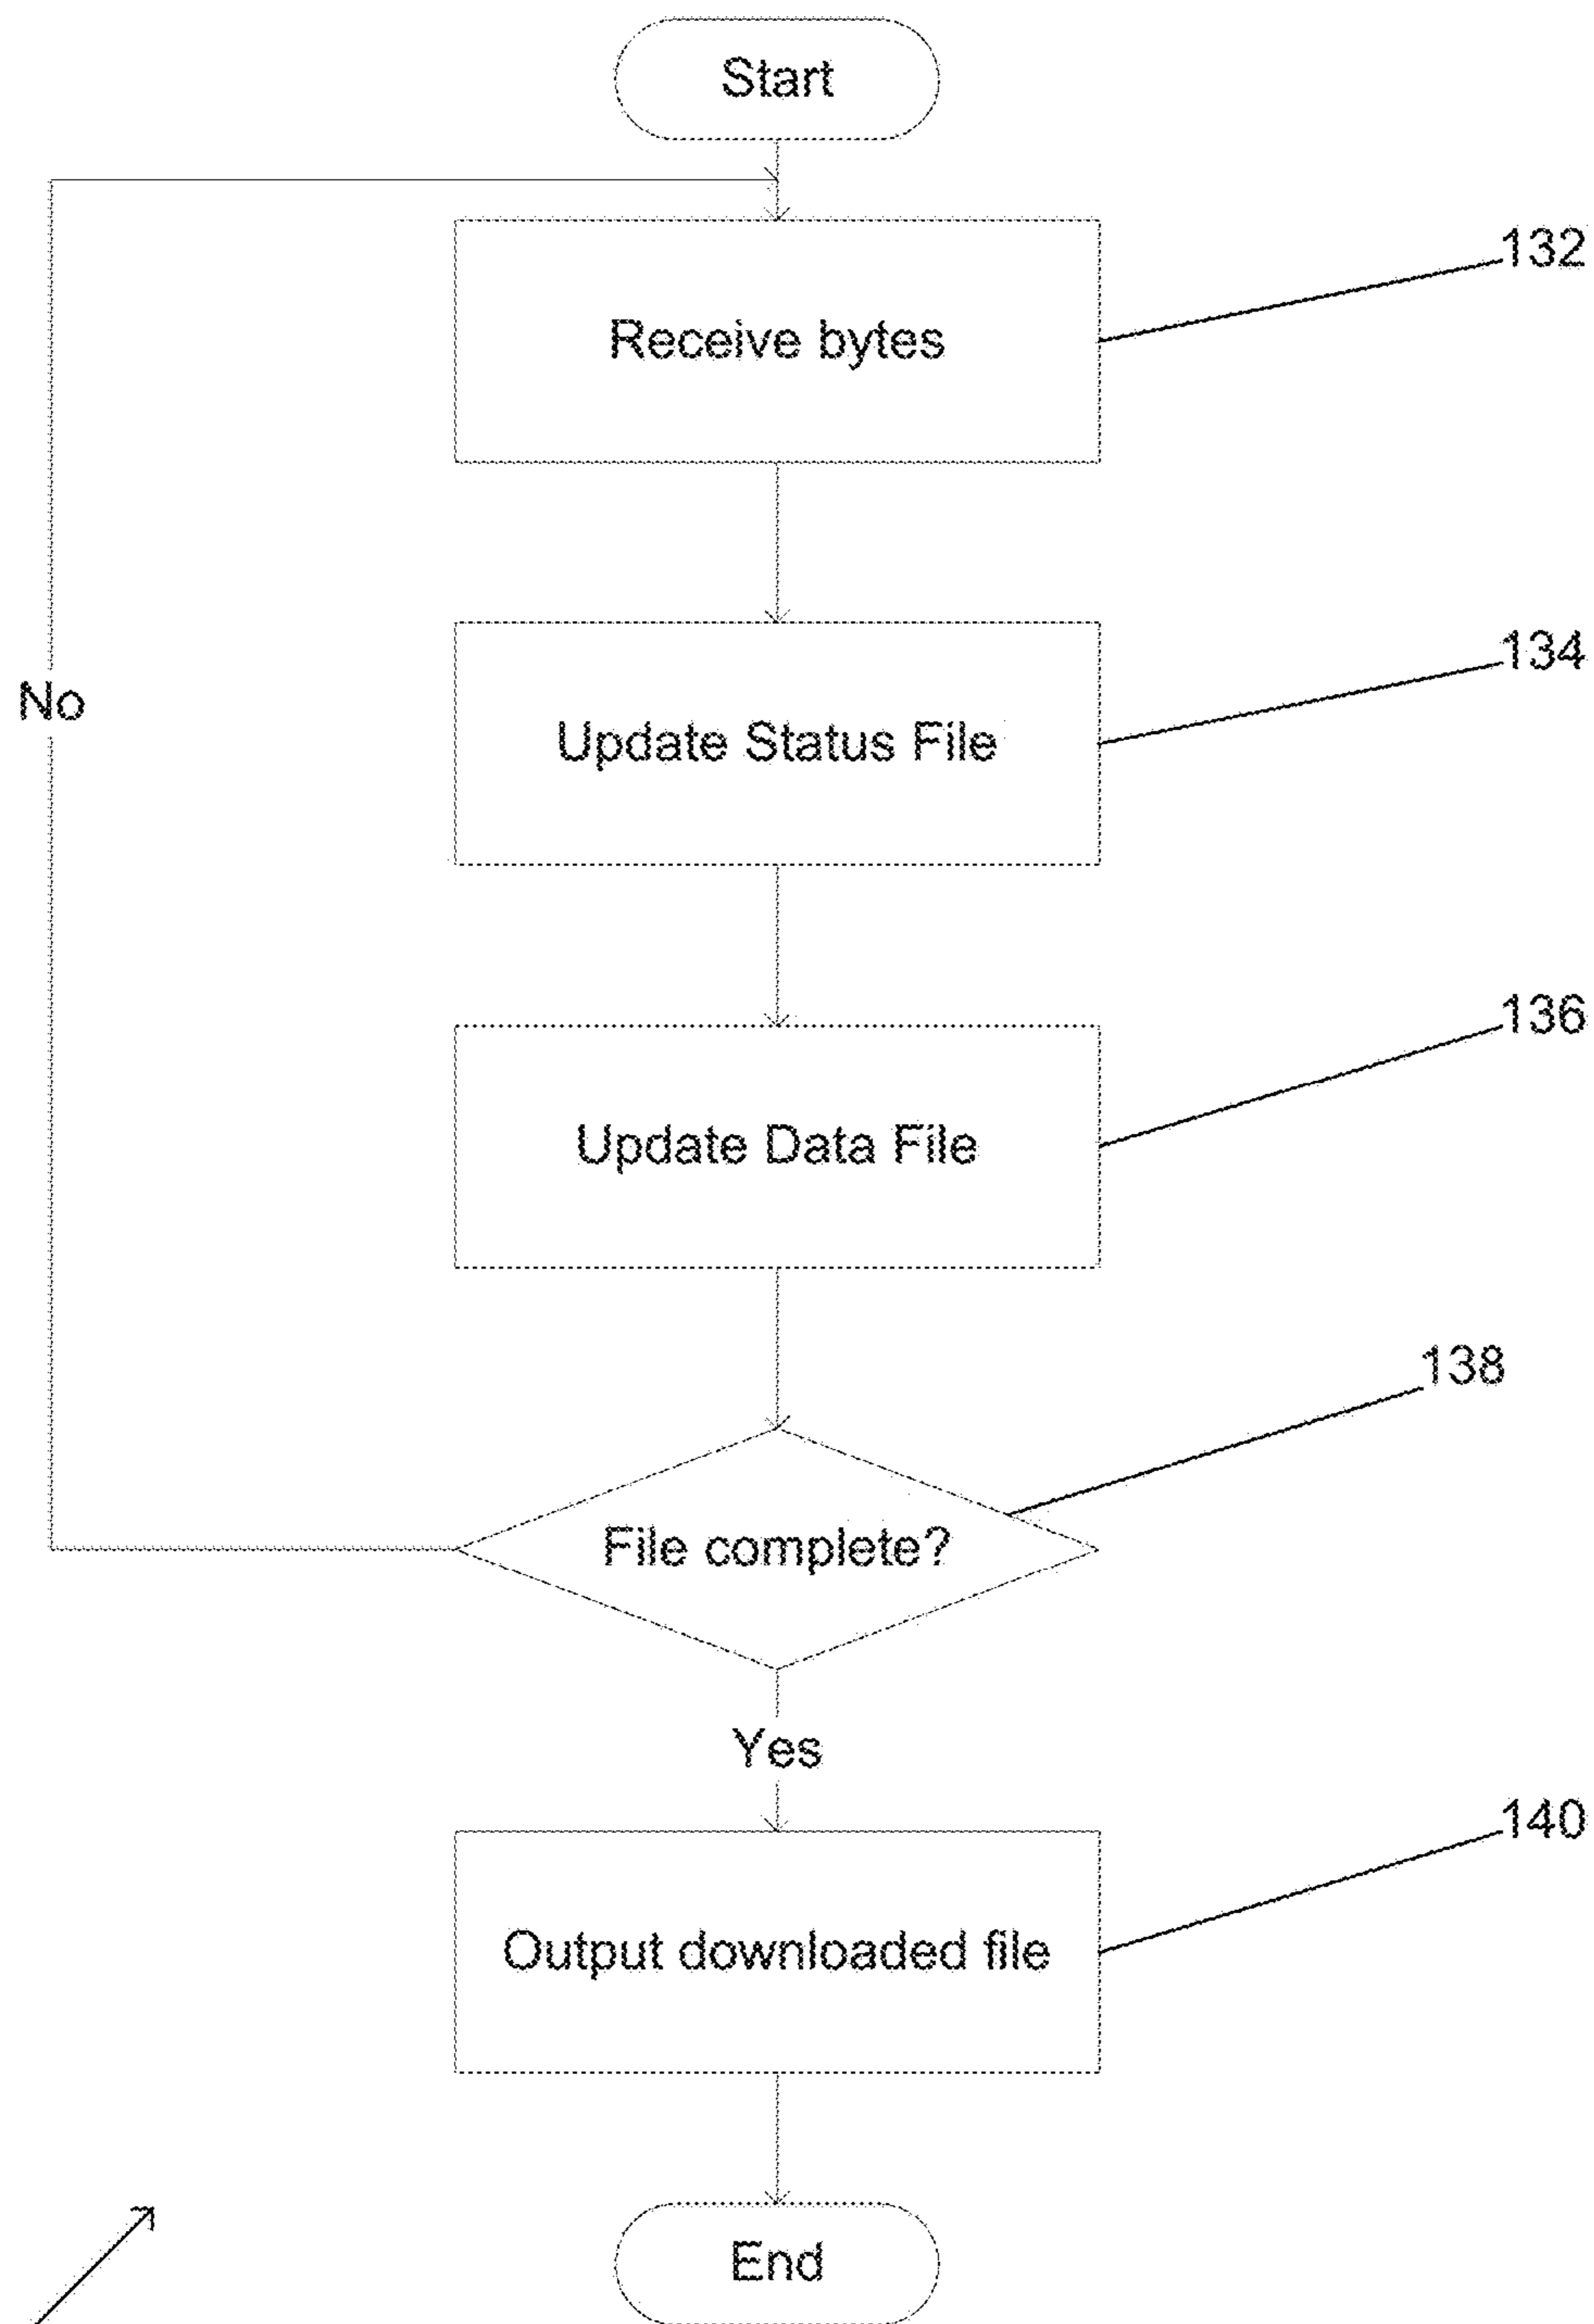 Start
132
Receive bytes
No
134
Update Status File
136
Update Data File
138
File complete?
Yes
140
Output downloaded file
End